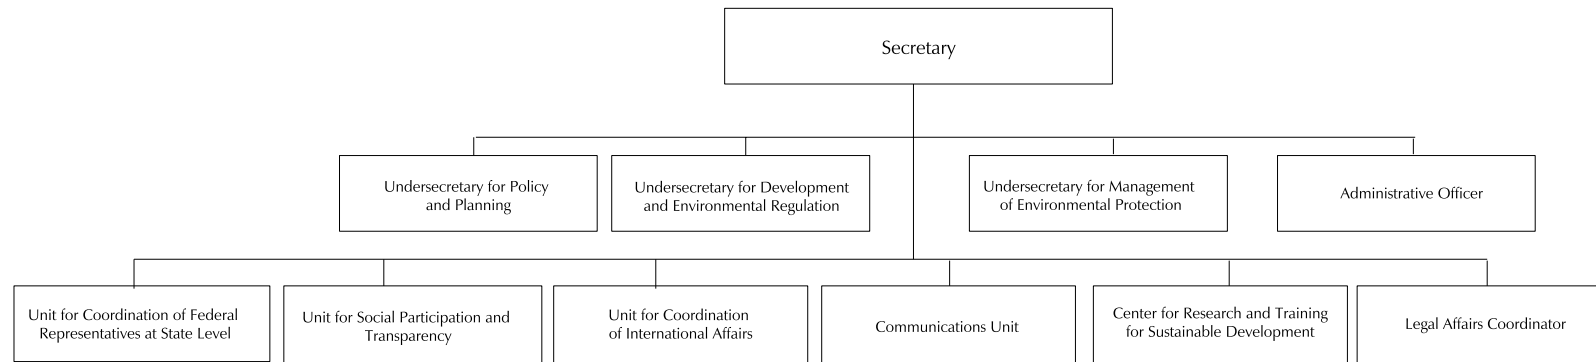 Secretary
Undersecretary for Policy
and Planning
Undersecretary for Development
and Environmental Regulation
Undersecretary for Management
of Environmental Protection
Administrative Officer
Unit for Coordination of Federal
Representatives at State Level
Unit for Social Participation and
Transparency
Unit for Coordination
of International Affairs
Communications Unit
Center for Research and Training
for Sustainable Development
Legal Affairs Coordinator